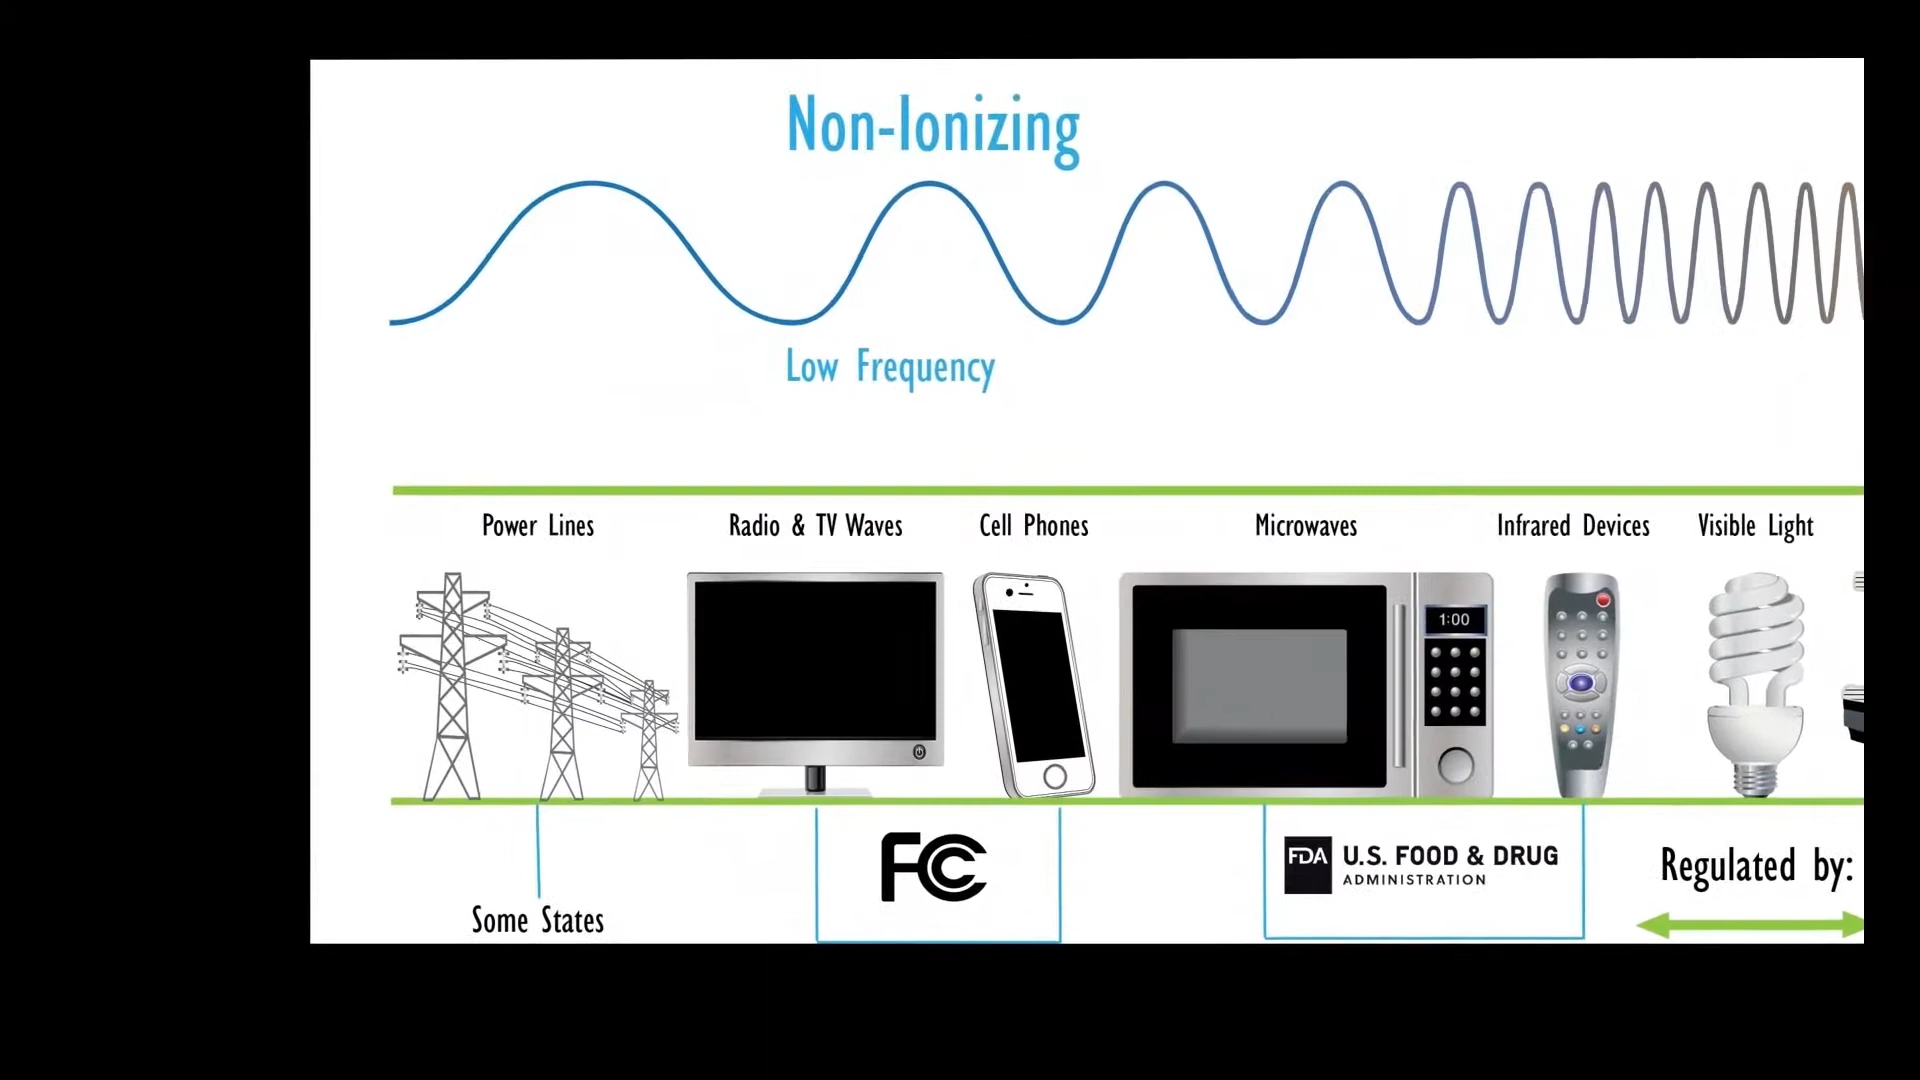 Non-Ionizing
Low Frequency
Power Lines
Radio & TV Waves
Cell Phones
Microwaves
Infrared Devices
Visible Light
1:00
FCC
FDA U.S. FOOD & DRUG
ADMINISTRATION
Regulated by:
Some States